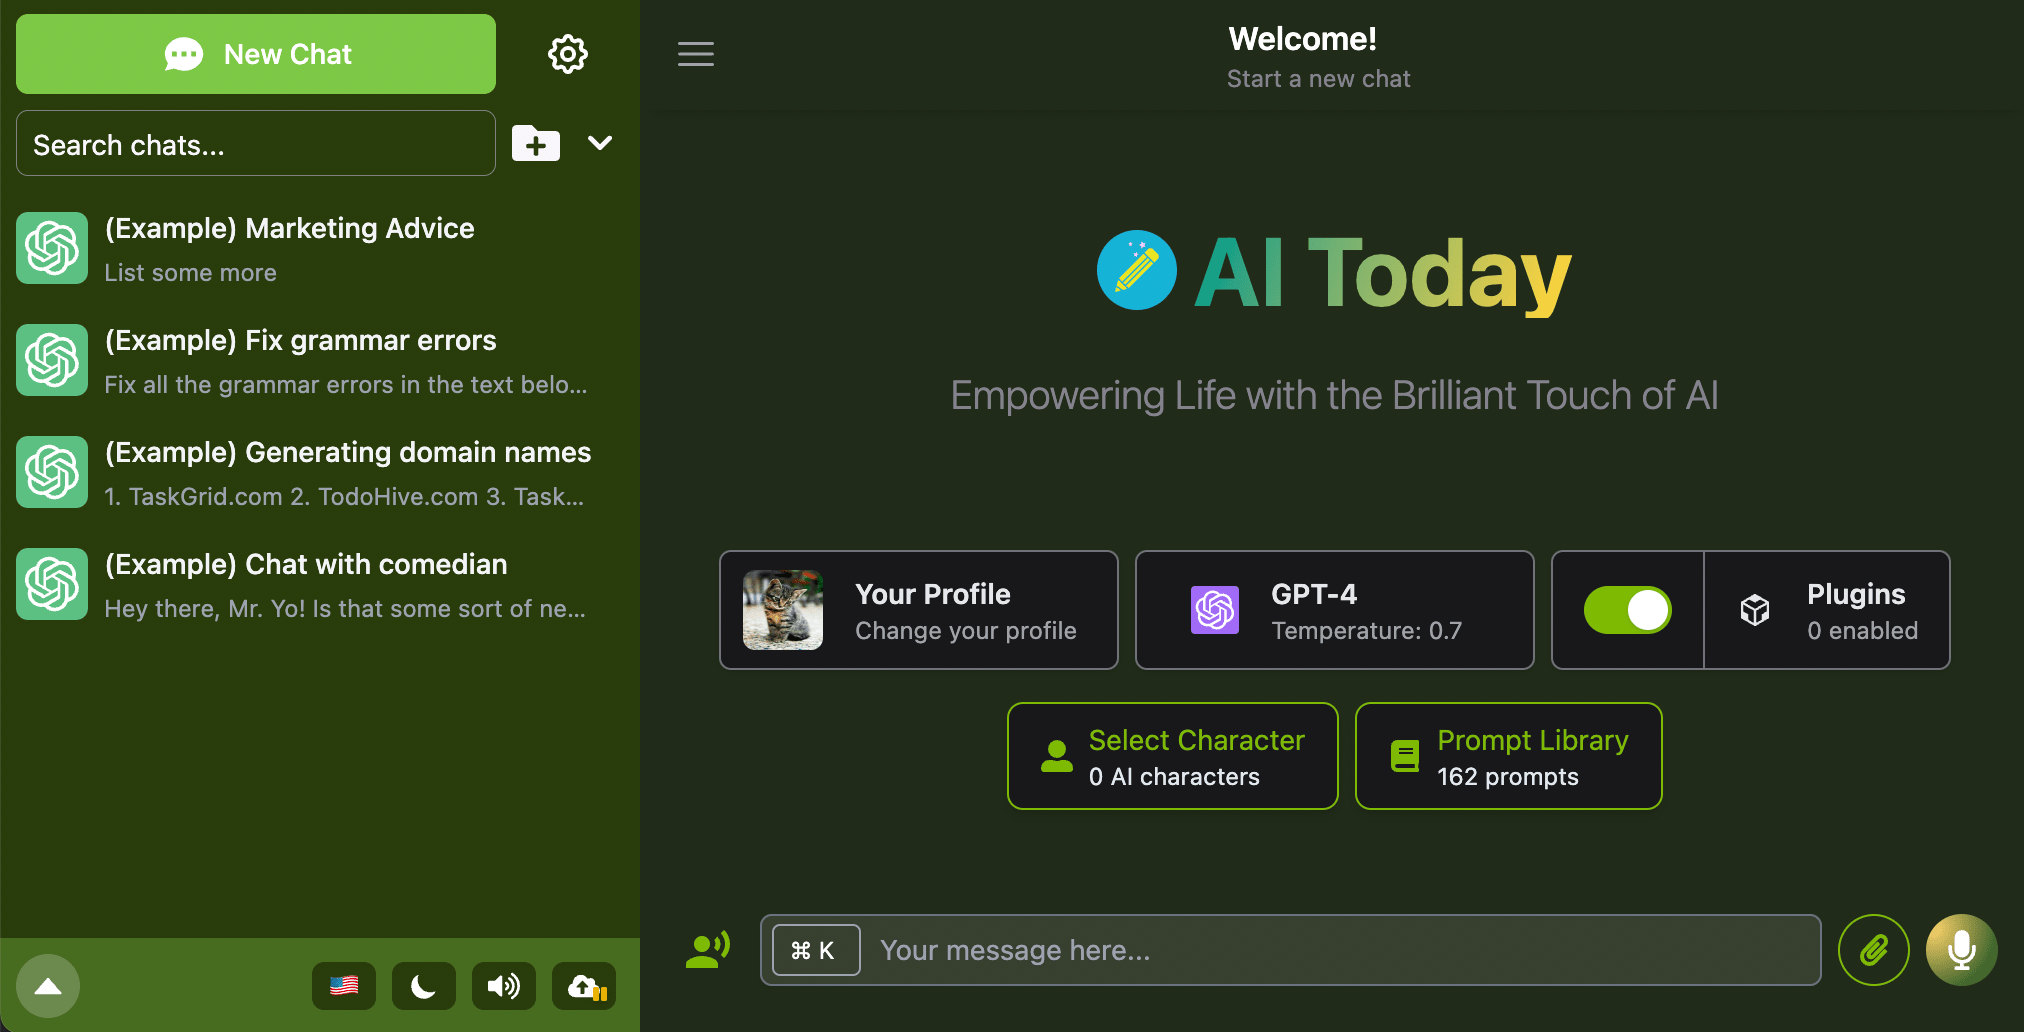 New Chat
Search chats...
(Example) Marketing Advice
List some more
(Example) Fix grammar errors
Fix all the grammar errors in the text belo...
(Example) Generating domain names
1. TaskGrid.com 2. TodoHive.com 3. Task...
(Example) Chat with comedian
Hey there, Mr. Yo! Is that some sort of ne...
Welcome!
Start a new chat
AI Today
Empowering Life with the Brilliant Touch of AI
Your Profile
Change your profile
GPT-4
Temperature: 0.7
Plugins
0 enabled
Select Character
0 AI characters
Prompt Library
162 prompts
⌘ K
Your message here...